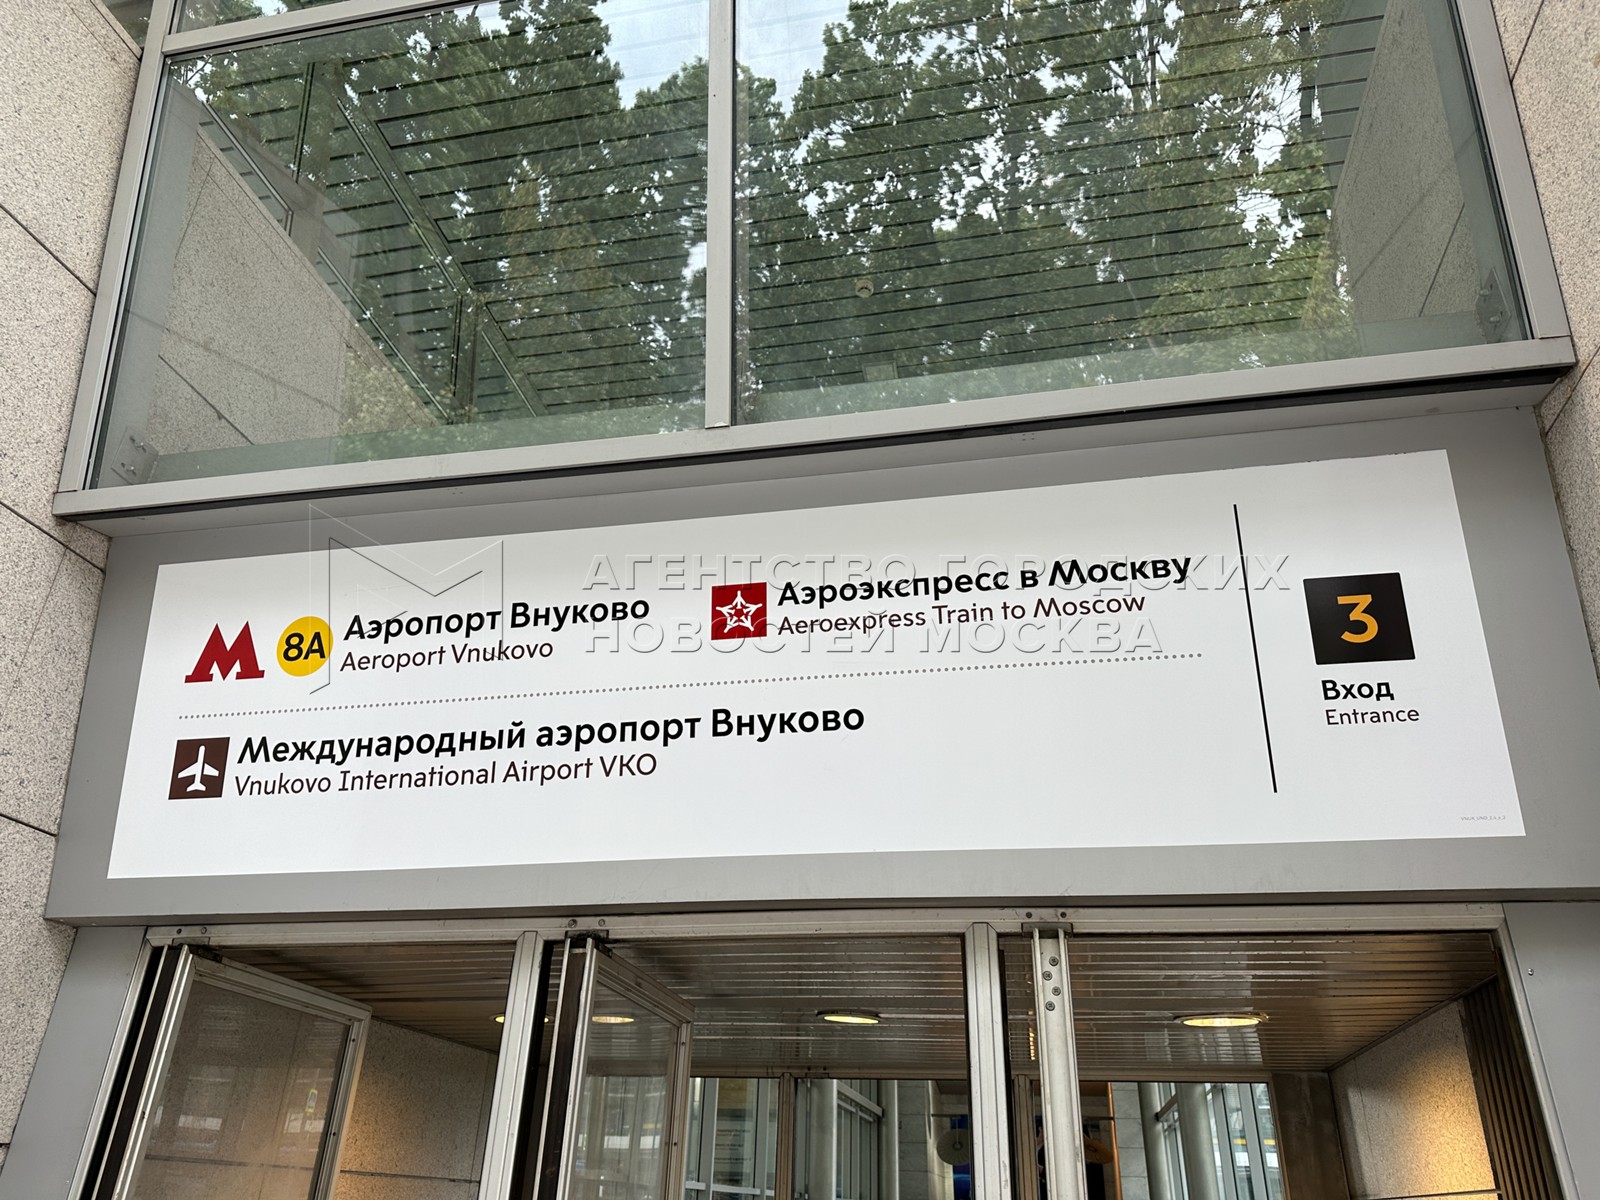 М 8А Аэропорт Внуково
Aeroport Vnukovo
Аэроэкспресс в Москву
Aeroexpress Train to Moscow
Международный аэропорт Внуково
Vnukovo International Airport VKO
3
Вход
Entrance
АГЕНТСТВО ГОРОДСКИХ
НОВОСТЕЙ МОСКВА